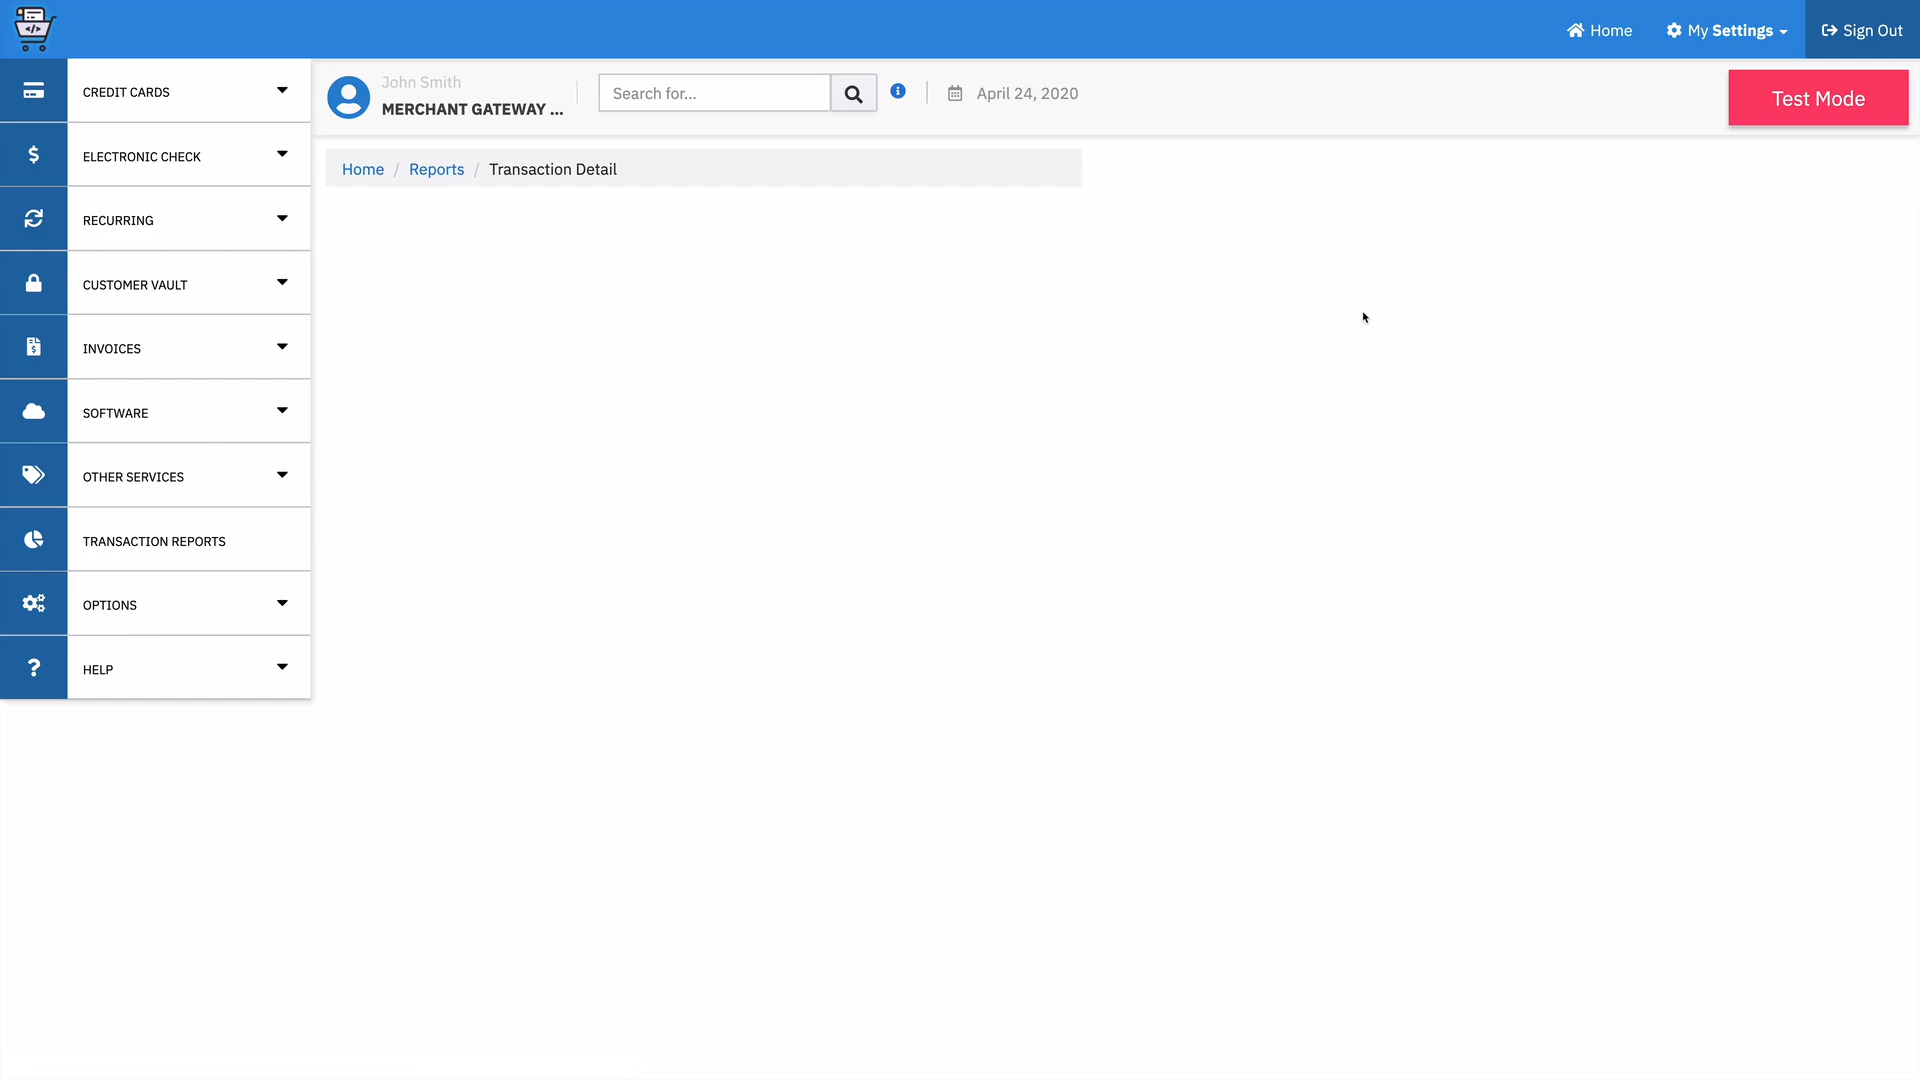 Home
My Settings
Sign Out
CREDIT CARDS
ELECTRONIC CHECK
RECURRING
CUSTOMER VAULT
INVOICES
SOFTWARE
OTHER SERVICES
TRANSACTION REPORTS
OPTIONS
HELP
John Smith
MERCHANT GATEWAY ...
Search for...
April 24, 2020
Test Mode
Home / Reports / Transaction Detail